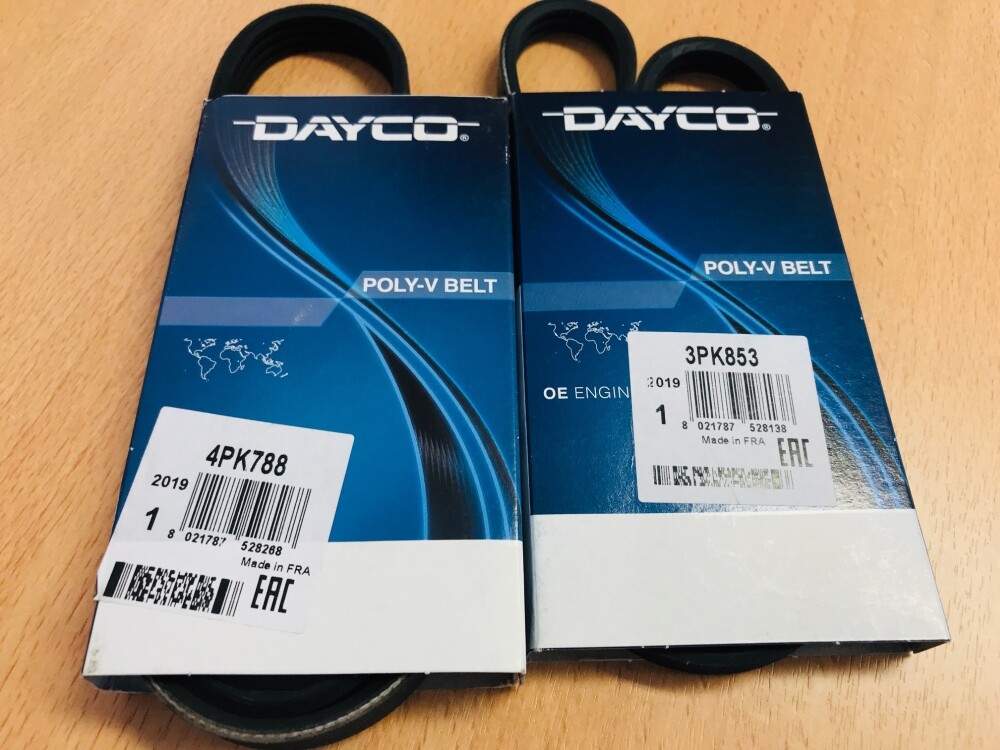 DAYCO®
POLY-V BELT
4PK788
2019
1
8 021787 528268
Made in FRA
EAC
DAYCO®
POLY-V BELT
OE ENGIN
3PK853
2019
1
8 021787 528138
Made in FRA
EAC